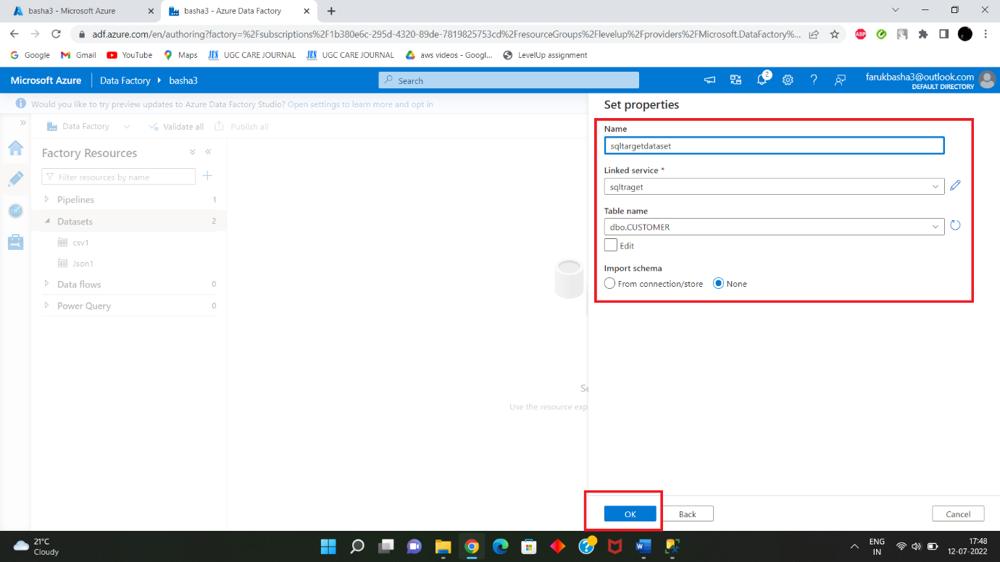 basha3 - Microsoft Azure
basha3 - Azure Data Factory
adf.azure.com/en/authoring?factory=%2Fsubscriptions%2F1b380e6c-295d-4320-89de-7819825753cd%2FresourceGroups%2Flevelup%2Fproviders%2FMicrosoft.DataFactory%...
ABP
Google
Gmail
YouTube
Maps
JES UGC CARE JOURNAL
JES UGC CARE JOURNAL
aws videos - Googl...
LevelUp assignment
Microsoft Azure
Data Factory
basha3
Search
2
farukbasha3@outlook.com
DEFAULT DIRECTORY
Would you like to try preview updates to Azure Data Factory Studio? Open settings to learn more and opt in
Data Factory
Validate all
Publish all
Factory Resources
Filter resources by name
Pipelines 1
Datasets 2
csv1
Json1
Data flows 0
Power Query 0
Se
Use the resource exp
Set properties
Name
sqltargetdataset
Linked service *
sqltraget
Table name
dbo.CUSTOMER
Edit
Import schema
From connection/store
None
OK
Back
Cancel
21°C
Cloudy
ENG
IN
17:48
12-07-2022